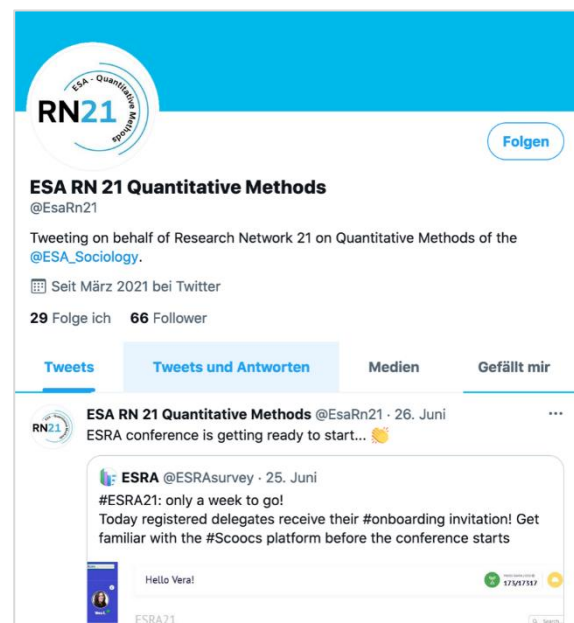 ESA - Quantitative Methods
RN21
Folgen
ESA RN 21 Quantitative Methods
@EsaRn21
Tweeting on behalf of Research Network 21 on Quantitative Methods of the
@ESA_Sociology.
Seit März 2021 bei Twitter
29 Folge ich 66 Follower
Tweets Tweets und Antworten Medien Gefällt mir
RN21
ESA RN 21 Quantitative Methods @EsaRn21 · 26. Juni ...
ESRA conference is getting ready to start... 👏
ESRA @ESRAsurvey · 25. Juni
#ESRA21: only a week to go!
Today registered delegates receive their #onboarding invitation! Get
familiar with the #Scoocs platform before the conference starts
Hello Vera!
173/17317
ESRA21
Search